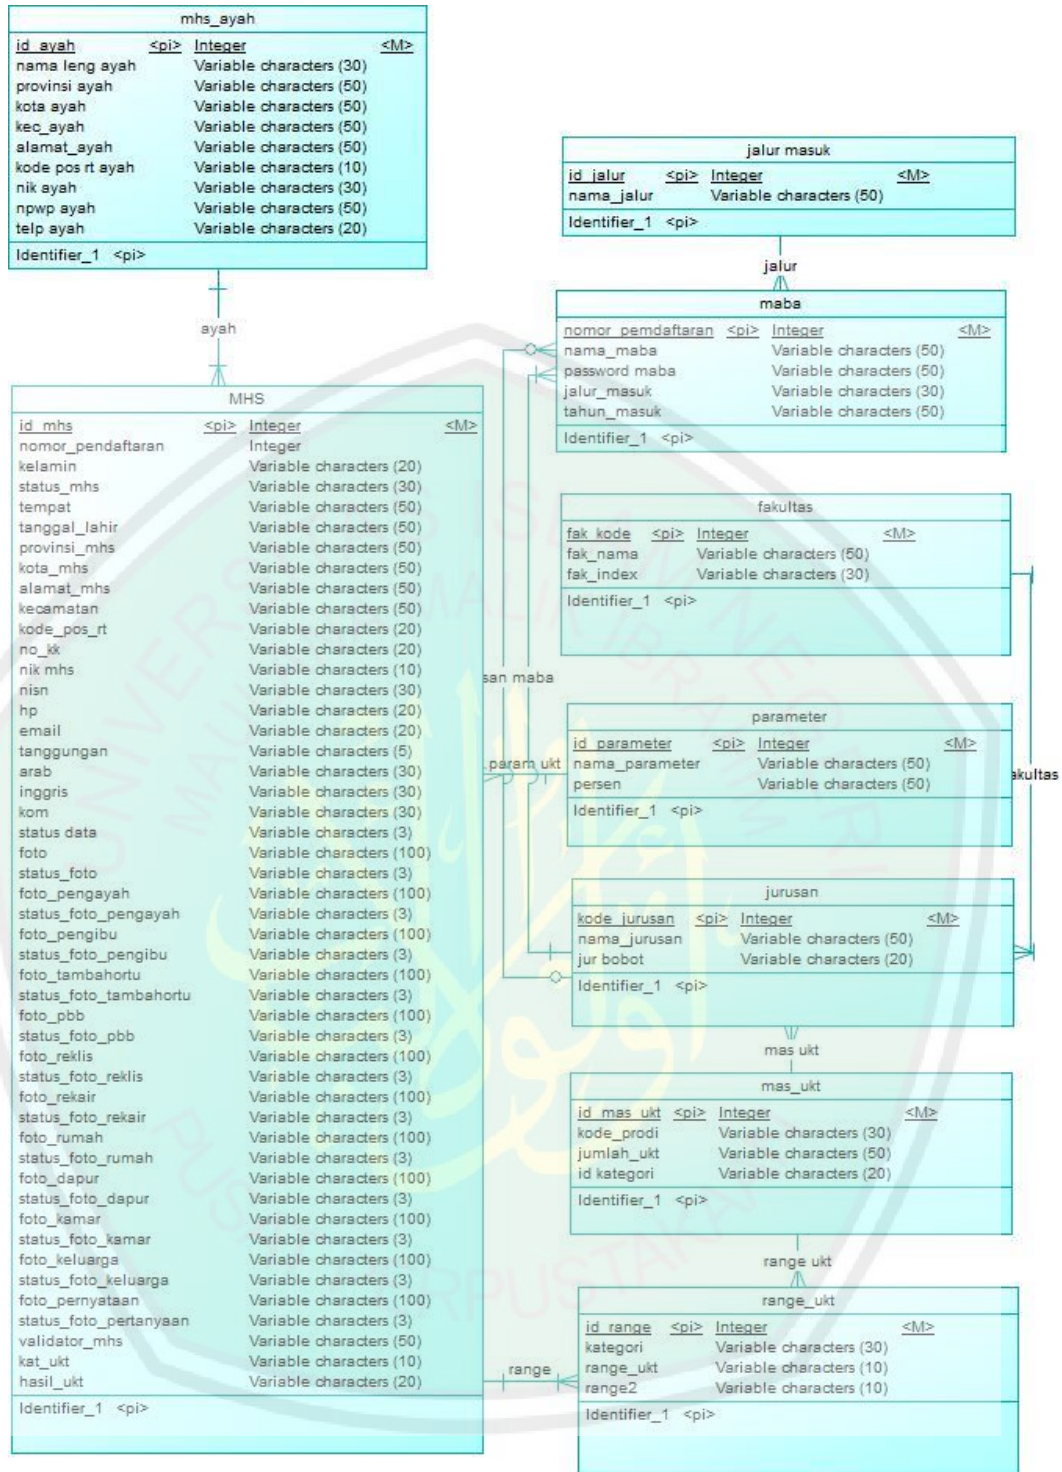 mhs_ayah
id_ayah <pi> Integer <M>
nama leng ayah Variable characters (30)
provinsi ayah Variable characters (50)
kota ayah Variable characters (50)
kec_ayah Variable characters (50)
alamat_ayah Variable characters (50)
kode pos rt ayah Variable characters (10)
nik ayah Variable characters (30)
npwp ayah Variable characters (50)
telp ayah Variable characters (20)
Identifier_1 <pi>
ayah
MHS
id_mhs <pi> Integer <M>
nomor_pendaftaran Integer
kelamin Variable characters (20)
status_mhs Variable characters (30)
tempat Variable characters (50)
tanggal_lahir Variable characters (50)
provinsi_mhs Variable characters (50)
kota_mhs Variable characters (50)
alamat_mhs Variable characters (50)
kecamatan Variable characters (50)
kode_pos_rt Variable characters (20)
no_kk Variable characters (20)
nik mhs Variable characters (10)
nisn Variable characters (30)
hp Variable characters (20)
email Variable characters (20)
tanggungan Variable characters (5)
arab Variable characters (30)
inggris Variable characters (30)
kom Variable characters (30)
status data Variable characters (3)
foto Variable characters (100)
status_foto Variable characters (3)
foto_pengayah Variable characters (100)
status_foto_pengayah Variable characters (3)
foto_pengibu Variable characters (100)
status_foto_pengibu Variable characters (3)
foto_tambahortu Variable characters (100)
status_foto_tambahortu Variable characters (3)
foto_pbb Variable characters (100)
status_foto_pbb Variable characters (3)
foto_reklis Variable characters (100)
status_foto_reklis Variable characters (3)
foto_rekair Variable characters (100)
status_foto_rekair Variable characters (3)
foto_rumah Variable characters (100)
status_foto_rumah Variable characters (3)
foto_dapur Variable characters (100)
status_foto_dapur Variable characters (3)
foto_kamar Variable characters (100)
status_foto_kamar Variable characters (3)
foto_keluarga Variable characters (100)
status_foto_keluarga Variable characters (3)
foto_pernyataan Variable characters (100)
status_foto_pertanyaan Variable characters (3)
validator_mhs Variable characters (50)
kat_ukt Variable characters (10)
hasil_ukt Variable characters (20)
Identifier_1 <pi>
jalur masuk
id_jalur <pi> Integer <M>
nama_jalur Variable characters (50)
Identifier_1 <pi>
jalur
maba
nomor_pemdaftaran <pi> Integer <M>
nama_maba Variable characters (50)
password maba Variable characters (50)
jalur_masuk Variable characters (30)
tahun_masuk Variable characters (50)
Identifier_1 <pi>
fakultas
fak_kode <pi> Integer <M>
fak_nama Variable characters (50)
fak_index Variable characters (30)
Identifier_1 <pi>
san maba
parameter
id_parameter <pi> Integer <M>
nama_parameter Variable characters (50)
persen Variable characters (50)
Identifier_1 <pi>
param ukt
akultas
jurusan
kode_jurusan <pi> Integer <M>
nama_jurusan Variable characters (50)
jur bobot Variable characters (20)
Identifier_1 <pi>
mas ukt
mas_ukt
id_mas_ukt <pi> Integer <M>
kode_prodi Variable characters (30)
jumlah_ukt Variable characters (50)
id kategori Variable characters (20)
Identifier_1 <pi>
range ukt
range_ukt
id_range <pi> Integer <M>
kategori Variable characters (30)
range_ukt Variable characters (10)
range2 Variable characters (10)
Identifier_1 <pi>
range